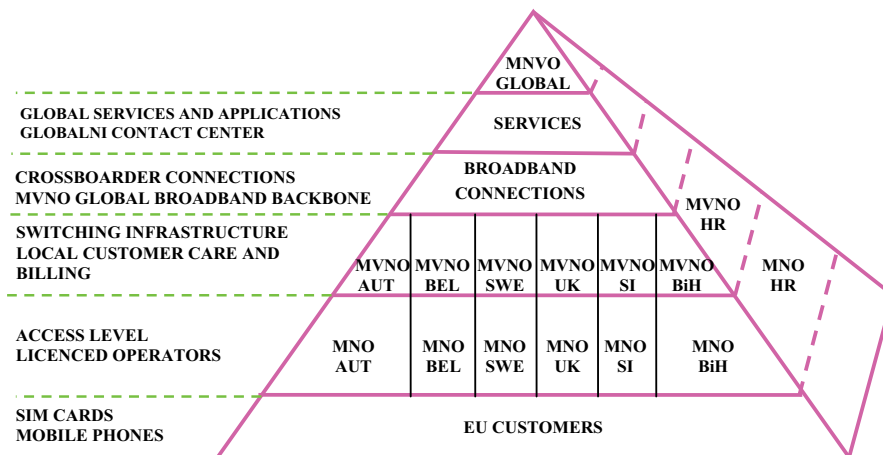 MNVO
GLOBAL
GLOBAL SERVICES AND APPLICATIONS
GLOBALNI CONTACT CENTER
SERVICES
CROSSBOARDER CONNECTIONS
MVNO GLOBAL BROADBAND BACKBONE
BROADBAND
CONNECTIONS
MVNO
HR
SWITCHING INFRASTRUCTURE
LOCAL CUSTOMER CARE AND
BILLING
MVNO
AUT
MVNO
BEL
MVNO
SWE
MVNO
UK
MVNO
SI
MVNO
BiH
MNO
HR
ACCESS LEVEL
LICENCED OPERATORS
MNO
AUT
MNO
BEL
MNO
SWE
MNO
UK
MNO
SI
MNO
BiH
SIM CARDS
MOBILE PHONES
EU CUSTOMERS